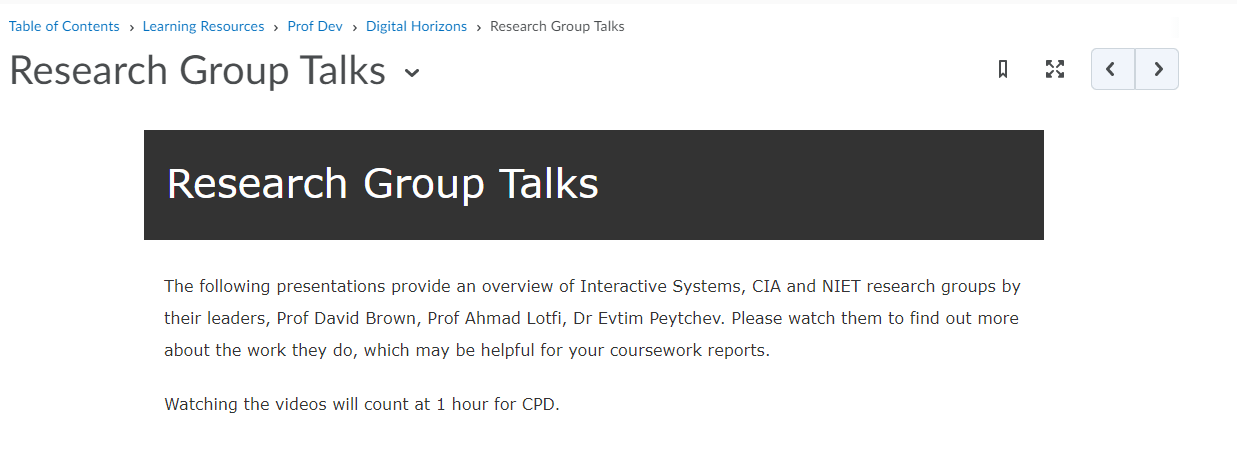 Table of Contents › Learning Resources › Prof Dev › Digital Horizons › Research Group Talks
Research Group Talks
Research Group Talks
The following presentations provide an overview of Interactive Systems, CIA and NIET research groups by
their leaders, Prof David Brown, Prof Ahmad Lotfi, Dr Evtim Peytchev. Please watch them to find out more
about the work they do, which may be helpful for your coursework reports.
Watching the videos will count at 1 hour for CPD.